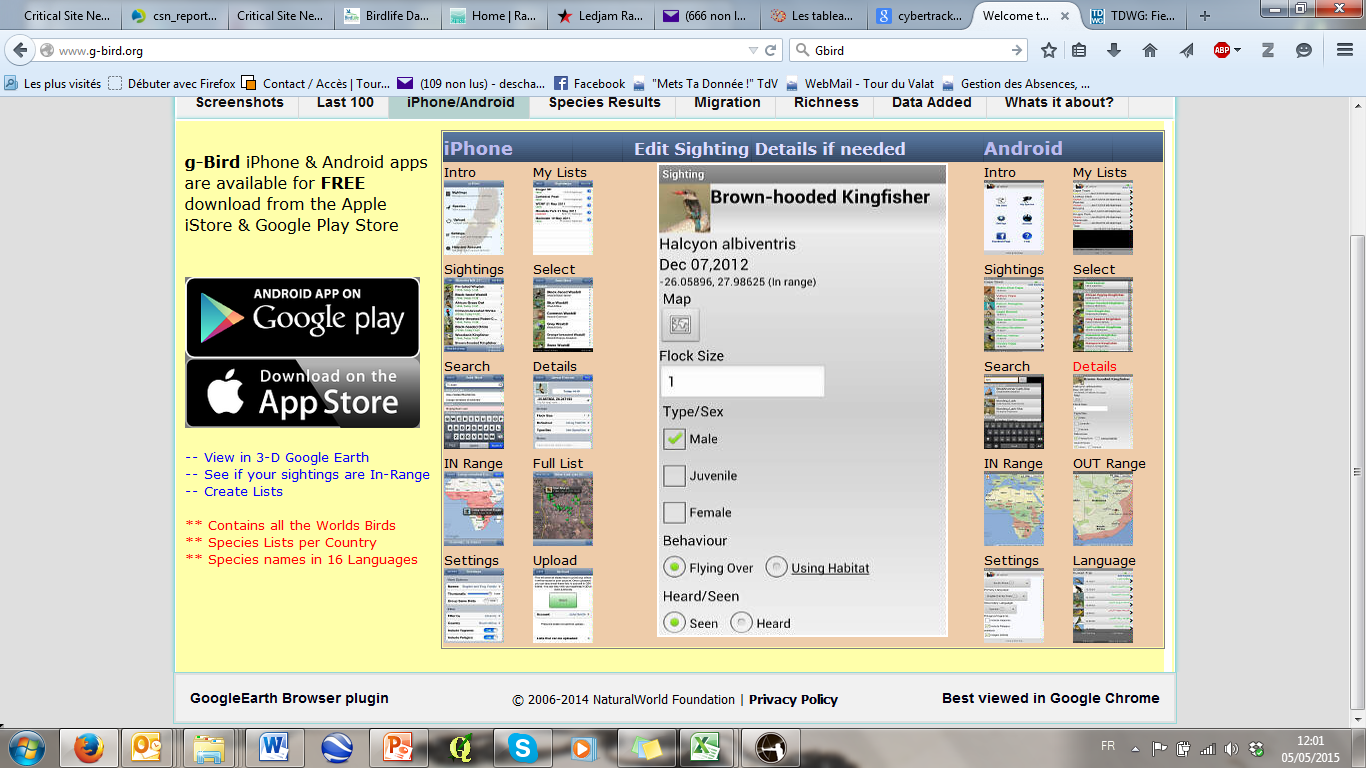 Critical Site Ne...
csn_report...
Critical Site Ne...
Birdlife Da...
Home | Ra...
Ledjam Ra...
(666 non l...
Les tableau...
cybertrack...
Welcome t...
TDWG: Fie...
www.g-bird.org
Gbird
ABP
Les plus visités
Débuter avec Firefox
Contact / Accès | Tour...
(109 non lus) - descha...
Facebook
"Mets Ta Donnée !" TdV
WebMail - Tour du Valat
Gestion des Absences, ...
Screenshots
Last 100
iPhone/Android
Species Results
Migration
Richness
Data Added
Whats it about?
g-Bird iPhone & Android apps
are available for FREE
download from the Apple
iStore & Google Play Store
ANDROID APP ON
Google play
Download on the
App Store
-- View in 3-D Google Earth
-- See if your sightings are In-Range
-- Create Lists
** Contains all the Worlds Birds
** Species Lists per Country
** Species names in 16 Languages
iPhone
Edit Sighting Details if needed
Android
Intro
My Lists
Sightings
Select
Search
Details
IN Range
Full List
Settings
Upload
Sighting
Brown-hooded Kingfisher
Halcyon albiventris
Dec 07,2012
-26.05896, 27.98625 (In range)
Map
Flock Size
1
Type/Sex
Male
Juvenile
Female
Behaviour
Flying Over
Using Habitat
Heard/Seen
Seen
Heard
Intro
My Lists
Sightings
Select
Search
Details
IN Range
OUT Range
Settings
Language
GoogleEarth Browser plugin
© 2006-2014 NaturalWorld Foundation | Privacy Policy
Best viewed in Google Chrome
FR
12:01
05/05/2015